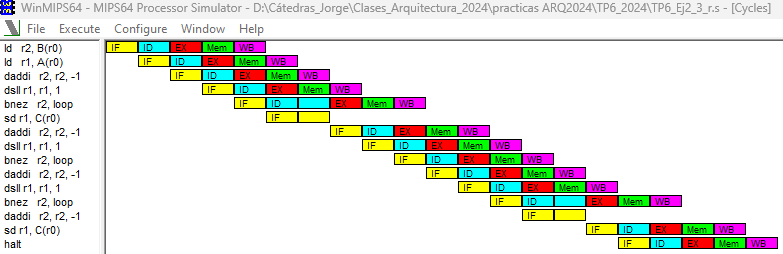 WinMIPS64 - MIPS64 Processor Simulator - D:\Cátedras_Jorge\Clases_Arquitectura_2024\practicas ARQ2024\TP6_2024\TP6_Ej2_3_r.s - [Cycles]
File Execute Configure Window Help
ld r2, B(r0) IF ID EX Mem WB
ld r1, A(r0) IF ID EX Mem WB
daddi r2, r2, -1 IF ID EX Mem WB
dsll r1, r1, 1 IF ID EX Mem WB
bnez r2, loop IF ID EX Mem WB
sd r1, C(r0) IF
daddi r2, r2, -1 IF ID EX Mem WB
dsll r1, r1, 1 IF ID EX Mem WB
bnez r2, loop IF ID EX Mem WB
daddi r2, r2, -1 IF ID EX Mem WB
dsll r1, r1, 1 IF ID EX Mem WB
bnez r2, loop IF ID EX Mem WB
daddi r2, r2, -1 IF
sd r1, C(r0) IF ID EX Mem WB
halt IF ID EX Mem WB